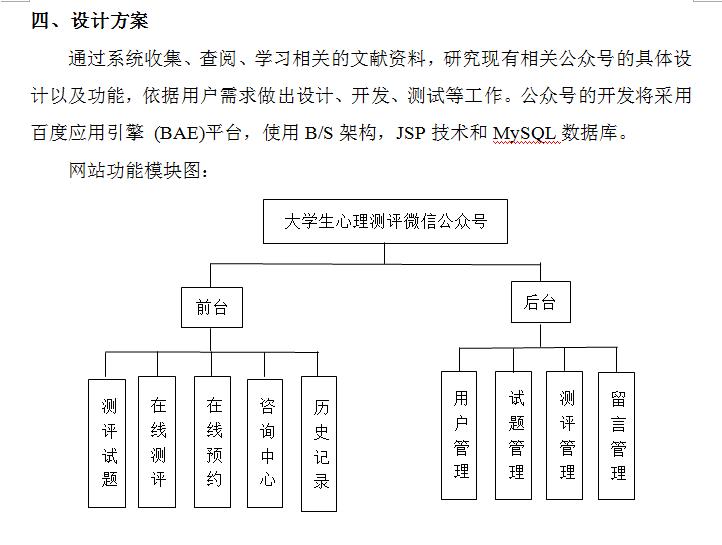 四、设计方案
通过系统收集、查阅、学习相关的文献资料，研究现有相关公众号的具体设
计以及功能，依据用户需求做出设计、开发、测试等工作。公众号的开发将采用
百度应用引擎 (BAE)平台，使用 B/S 架构，JSP 技术和 MySQL 数据库。
网站功能模块图：
大学生心理测评微信公众号
前台
后台
测评试题
在线测评
在线预约
咨询中心
历史记录
用户管理
试题管理
测评管理
留言管理